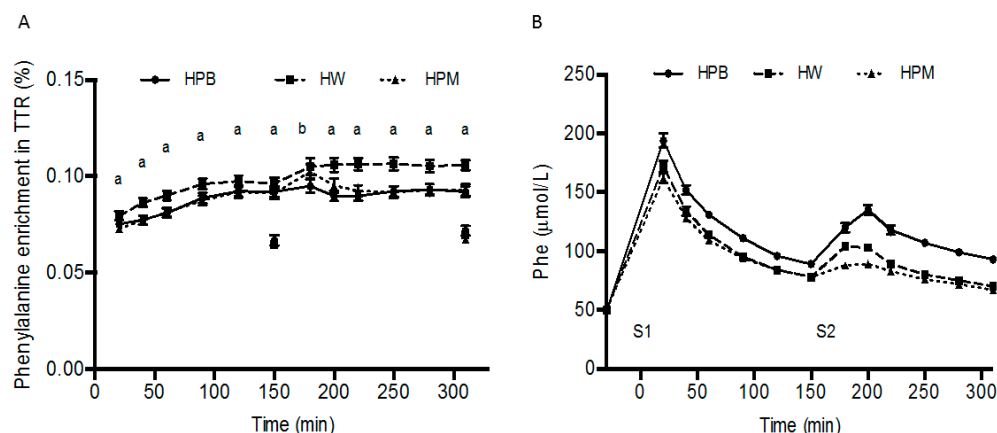 A
Phenylalanine enrichment in TTR (%)
0.15
0.10
0.05
0.00
HPB HW HPM
a a a a a a b a a a a a
0 50 100 150 200 250 300
Time (min)
B
Phe (µmol/L)
250
200
150
100
50
0
HPB HW HPM
S1 S2
0 50 100 150 200 250 300
Time (min)